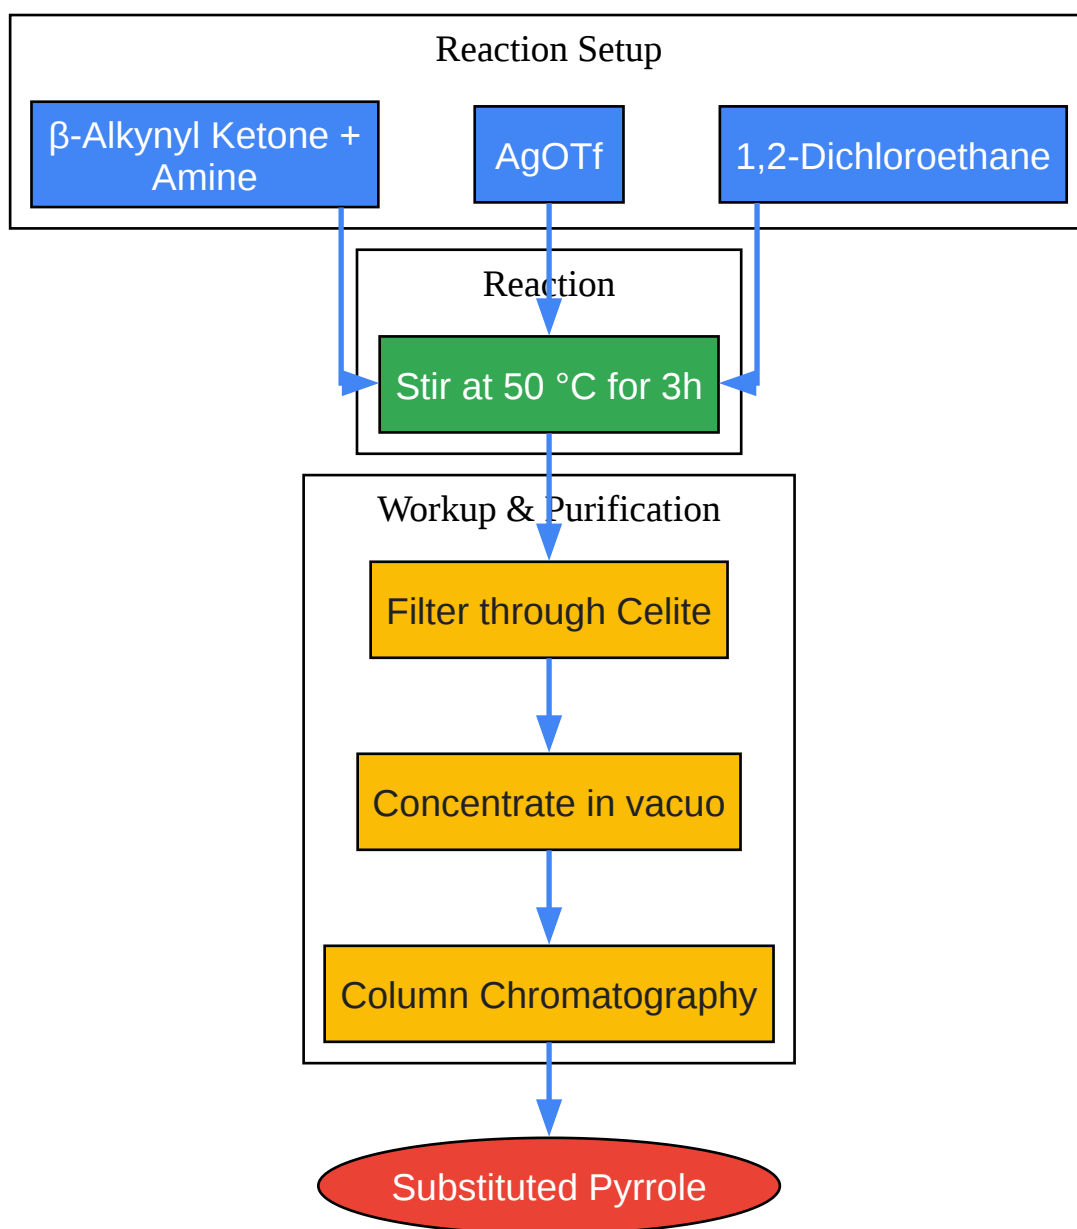 Reaction Setup
β-Alkynyl Ketone +
Amine
AgOTf
1,2-Dichloroethane
Reaction
Stir at 50 °C for 3h
Workup & Purification
Filter through Celite
Concentrate in vacuo
Column Chromatography
Substituted Pyrrole